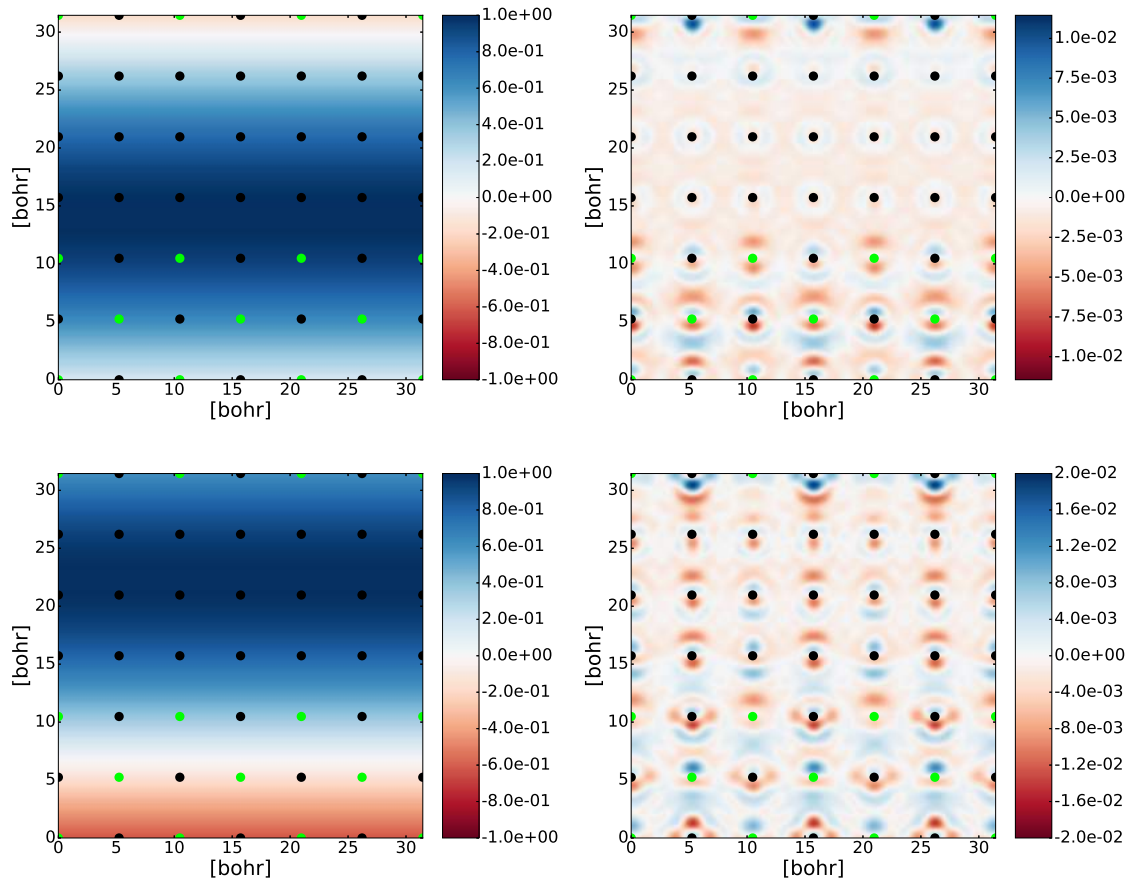 30
25
20
15
10
5
0
[bohr]
0 5 10 15 20 25 30
[bohr]
1.0e+00
8.0e-01
6.0e-01
4.0e-01
2.0e-01
0.0e+00
-2.0e-01
-4.0e-01
-6.0e-01
-8.0e-01
-1.0e+00
30
25
20
15
10
5
0
[bohr]
0 5 10 15 20 25 30
[bohr]
1.0e-02
7.5e-03
5.0e-03
2.5e-03
0.0e+00
-2.5e-03
-5.0e-03
-7.5e-03
-1.0e-02
30
25
20
15
10
5
0
[bohr]
0 5 10 15 20 25 30
[bohr]
1.0e+00
8.0e-01
6.0e-01
4.0e-01
2.0e-01
0.0e+00
-2.0e-01
-4.0e-01
-6.0e-01
-8.0e-01
-1.0e+00
30
25
20
15
10
5
0
[bohr]
0 5 10 15 20 25 30
[bohr]
2.0e-02
1.6e-02
1.2e-02
8.0e-03
4.0e-03
0.0e+00
-4.0e-03
-8.0e-03
-1.2e-02
-1.6e-02
-2.0e-02